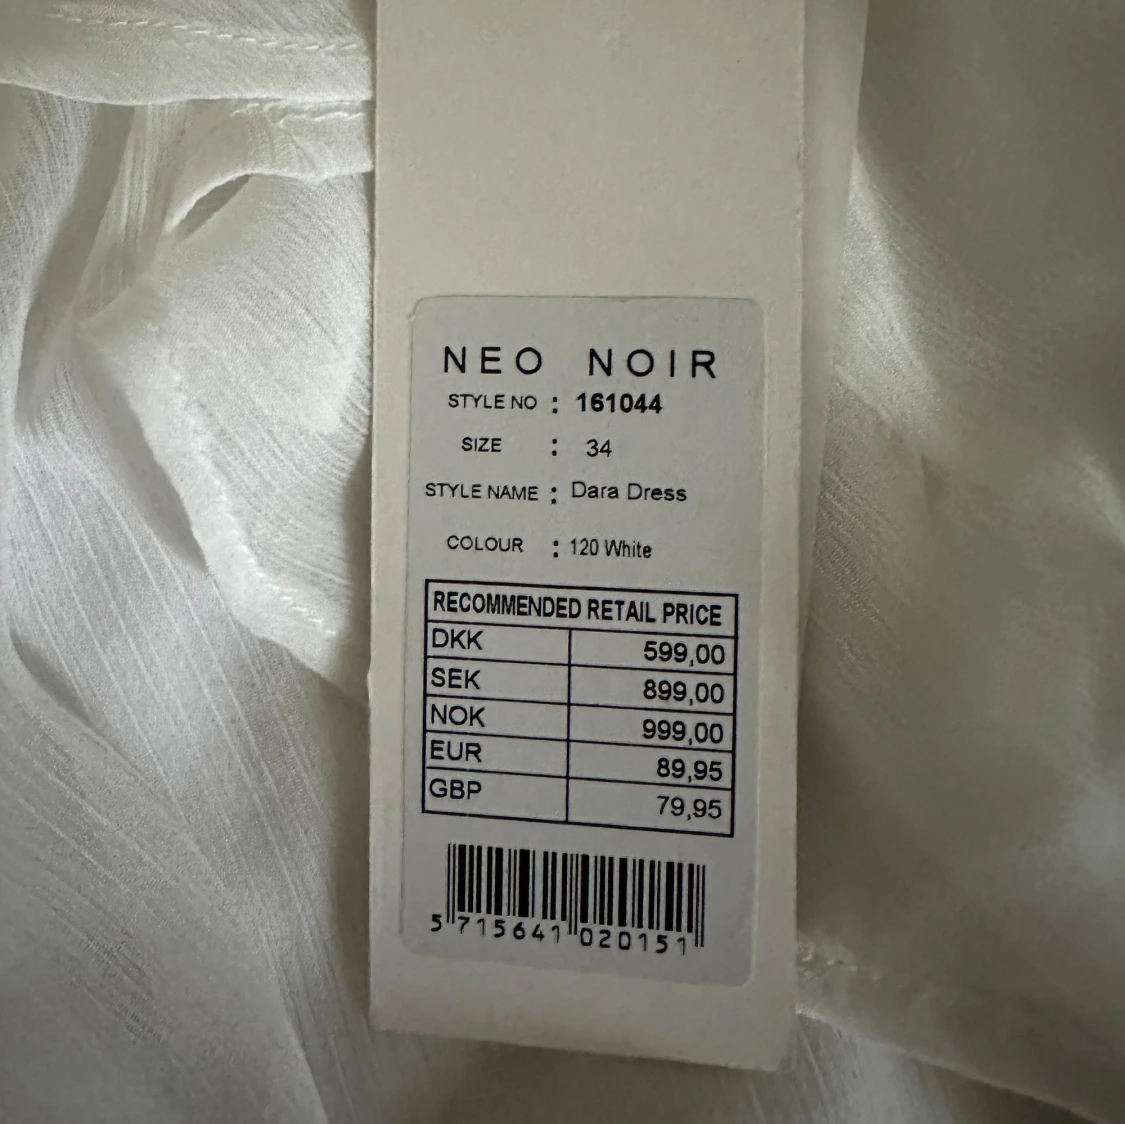 NEO NOIR
STYLE NO : 161044
SIZE : 34
STYLE NAME : Dara Dress
COLOUR : 120 White
RECOMMENDED RETAIL PRICE
DKK 599,00
SEK 899,00
NOK 999,00
EUR 89,95
GBP 79,95
5 715641 020151